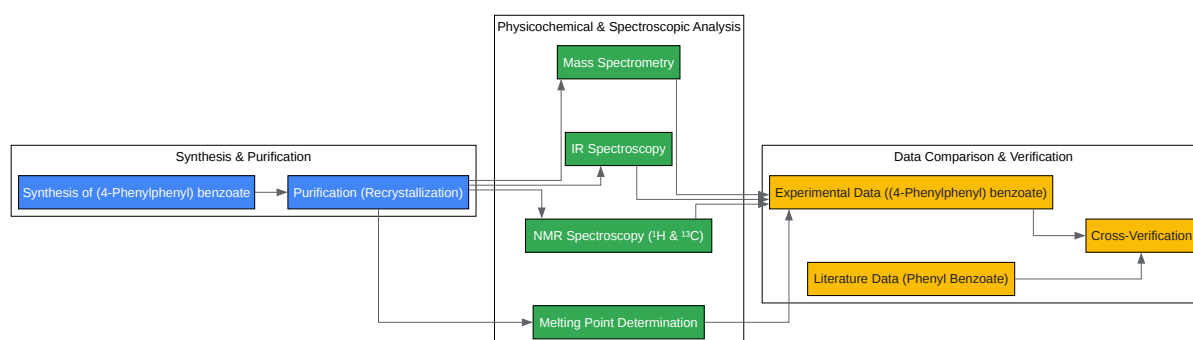 Physicochemical & Spectroscopic Analysis
Mass Spectrometry
IR Spectroscopy
NMR Spectroscopy (¹H & ¹³C)
Melting Point Determination
Synthesis & Purification
Synthesis of (4-Phenylphenyl) benzoate
Purification (Recrystallization)
Data Comparison & Verification
Experimental Data ((4-Phenylphenyl) benzoate)
Cross-Verification
Literature Data (Phenyl Benzoate)